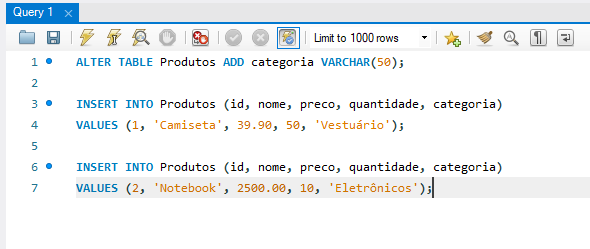 Query 1
Limit to 1000 rows
1 ALTER TABLE Produtos ADD categoria VARCHAR(50);
2
3 INSERT INTO Produtos (id, nome, preco, quantidade, categoria)
4 VALUES (1, 'Camiseta', 39.90, 50, 'Vestuário');
5
6 INSERT INTO Produtos (id, nome, preco, quantidade, categoria)
7 VALUES (2, 'Notebook', 2500.00, 10, 'Eletrônicos');